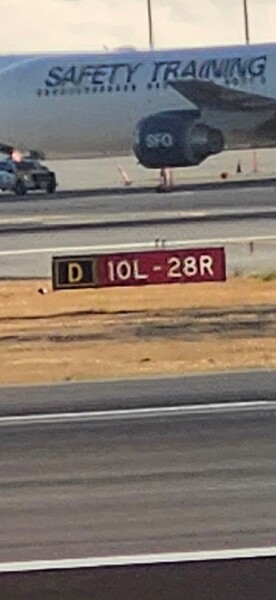 SAFETY TRAINING
SFO
D 10L - 28R